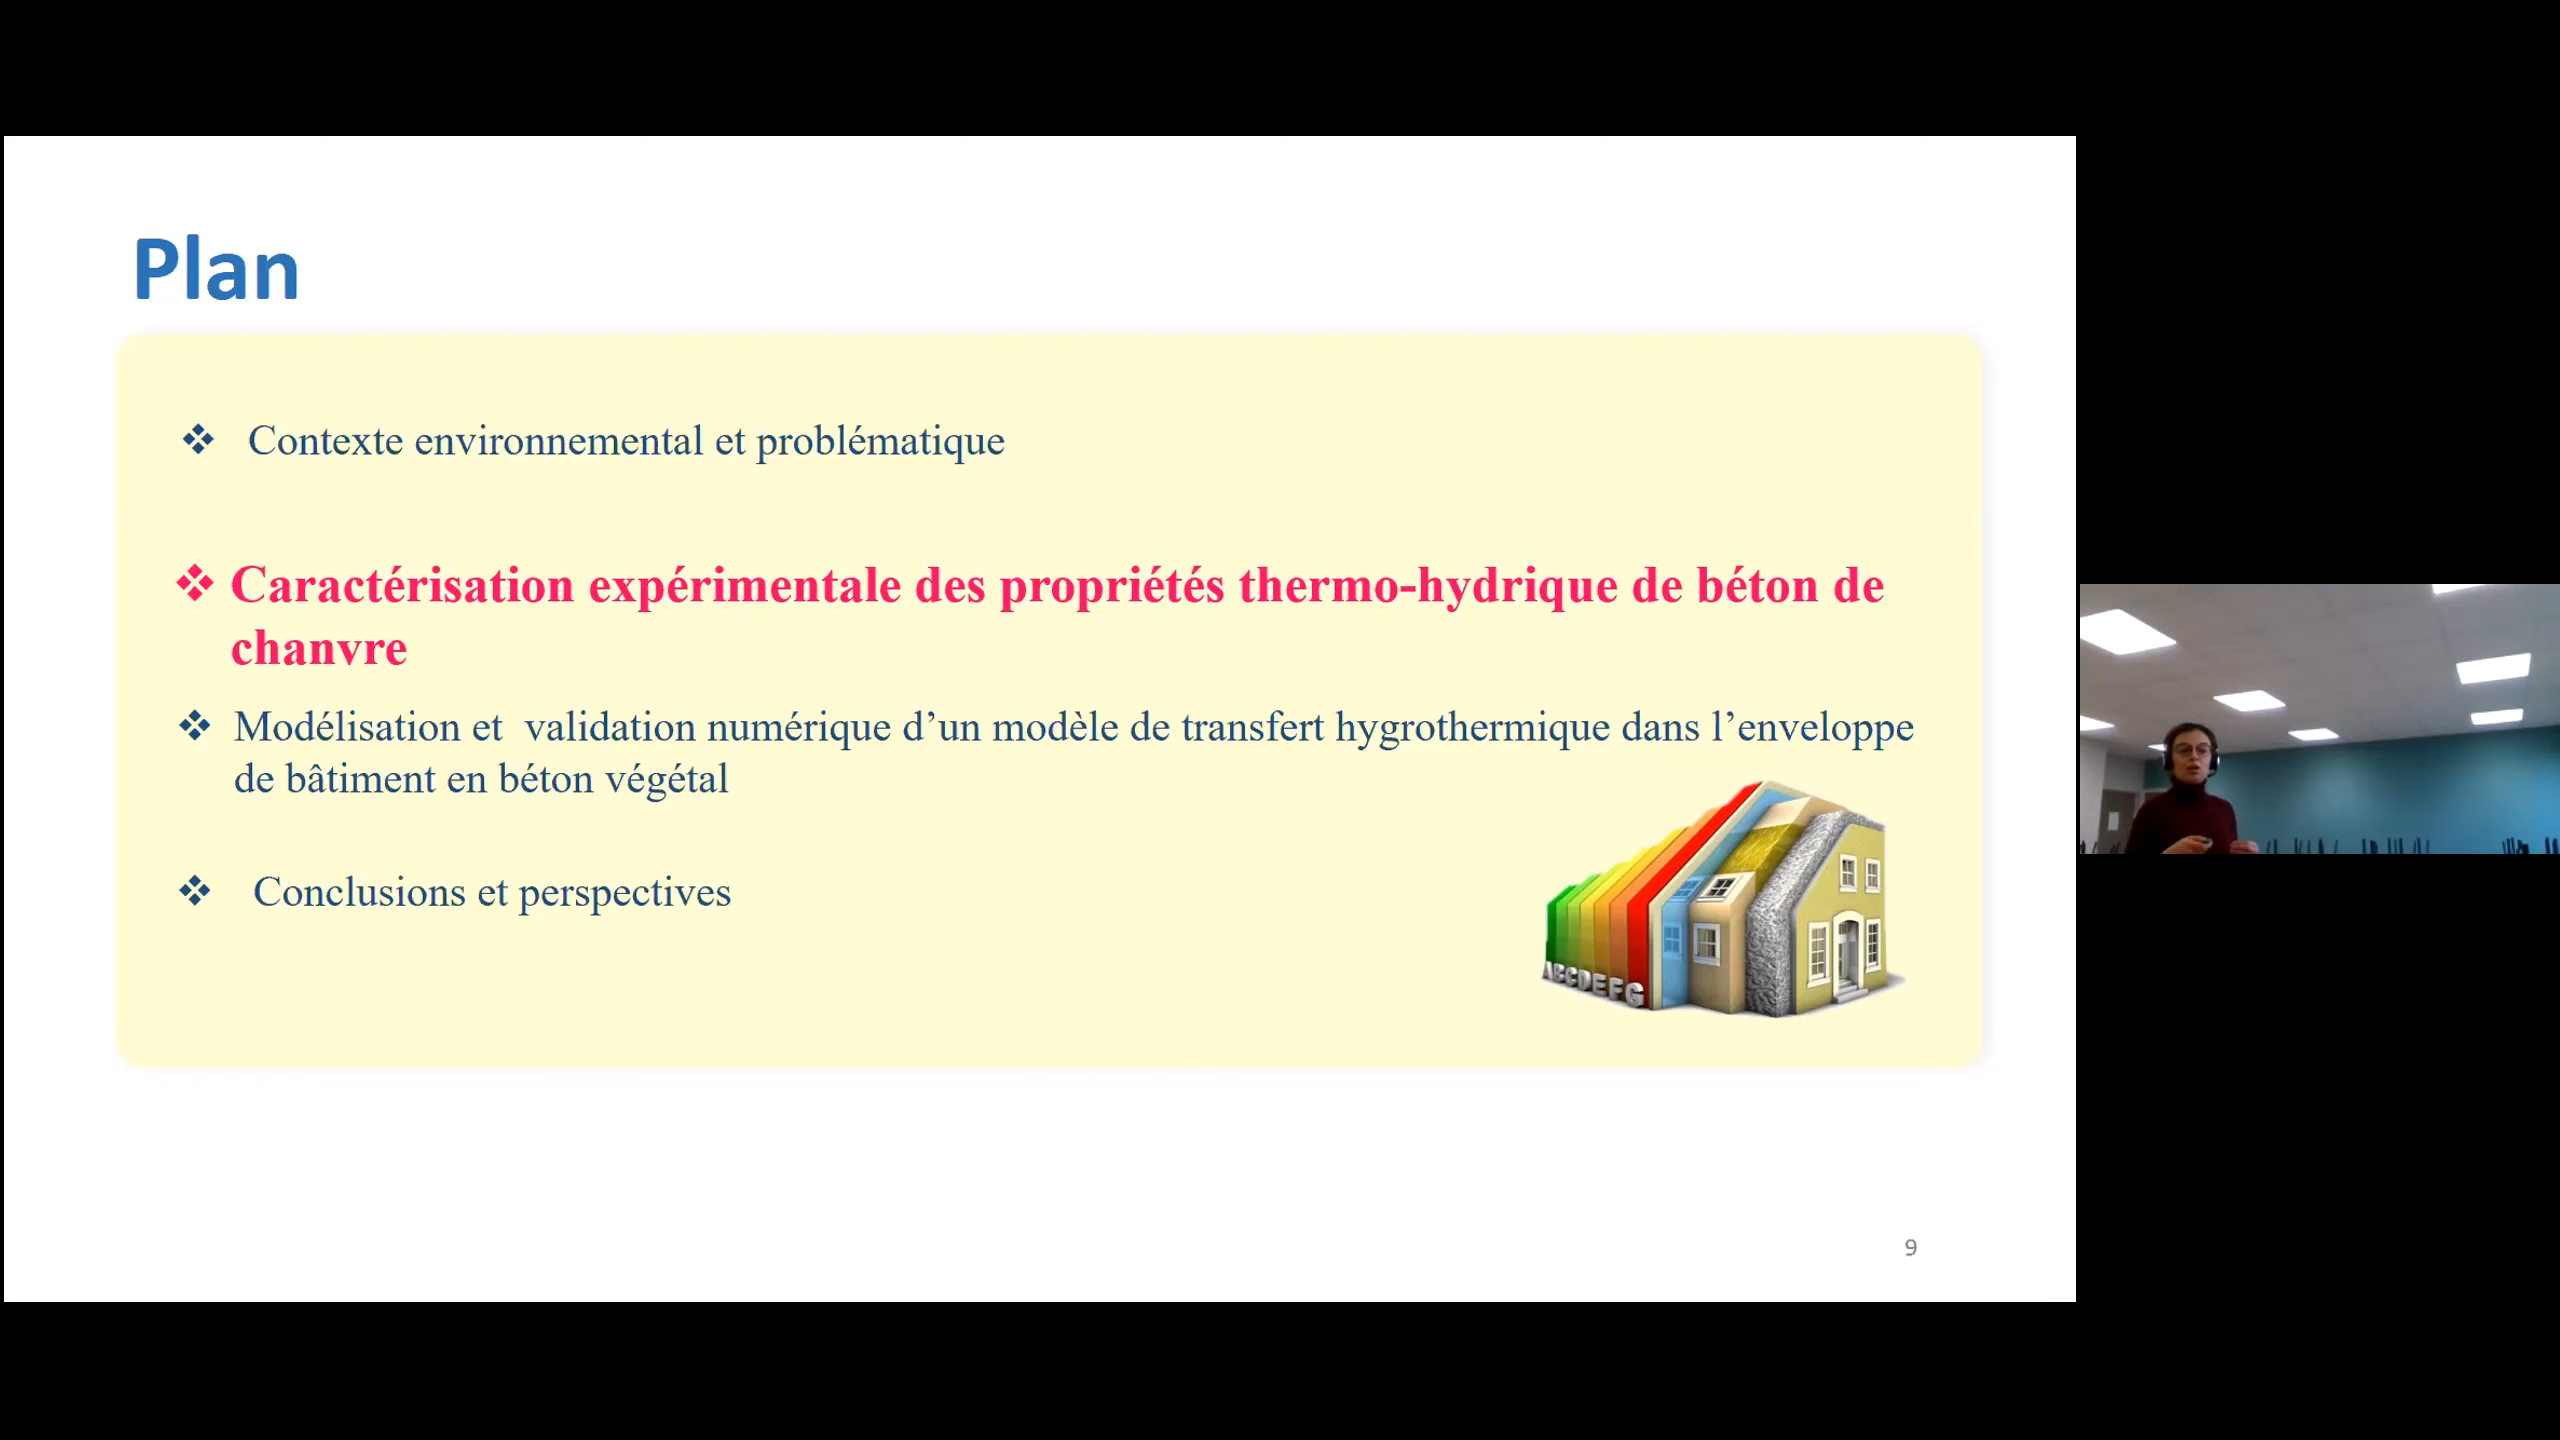 Plan
❖ Contexte environnemental et problématique
❖ Caractérisation expérimentale des propriétés thermo-hydrique de béton de
chanvre
❖ Modélisation et validation numérique d’un modèle de transfert hygrothermique dans l’enveloppe
de bâtiment en béton végétal
❖ Conclusions et perspectives
ABCDEFG
9